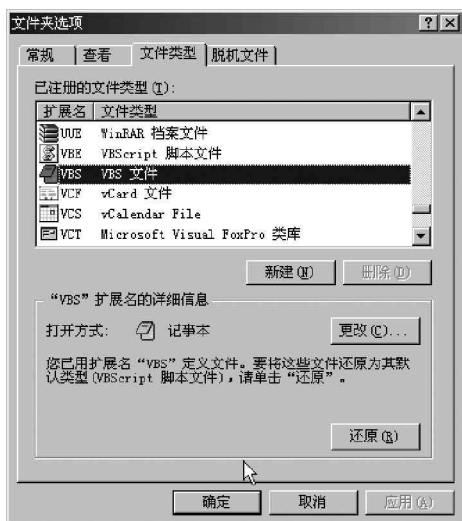 文件夹选项
常规 查看 文件类型 脱机文件
已注册的文件类型(T):
扩展名 文件类型
UUE WinRAR 档案文件
VBE VBScript 脚本文件
VBS VBS 文件
VCF vCard 文件
VCS vCalendar File
VCT Microsoft Visual FoxPro 类库
新建(N) 删除(D)
“VBS”扩展名的详细信息
打开方式: 记事本 更改(C)...
您已用扩展名“VBS”定义文件。要将这些文件还原为其默
认类型(VBScript 脚本文件),请单击“还原”。
还原(R)
确定 取消 应用(A)